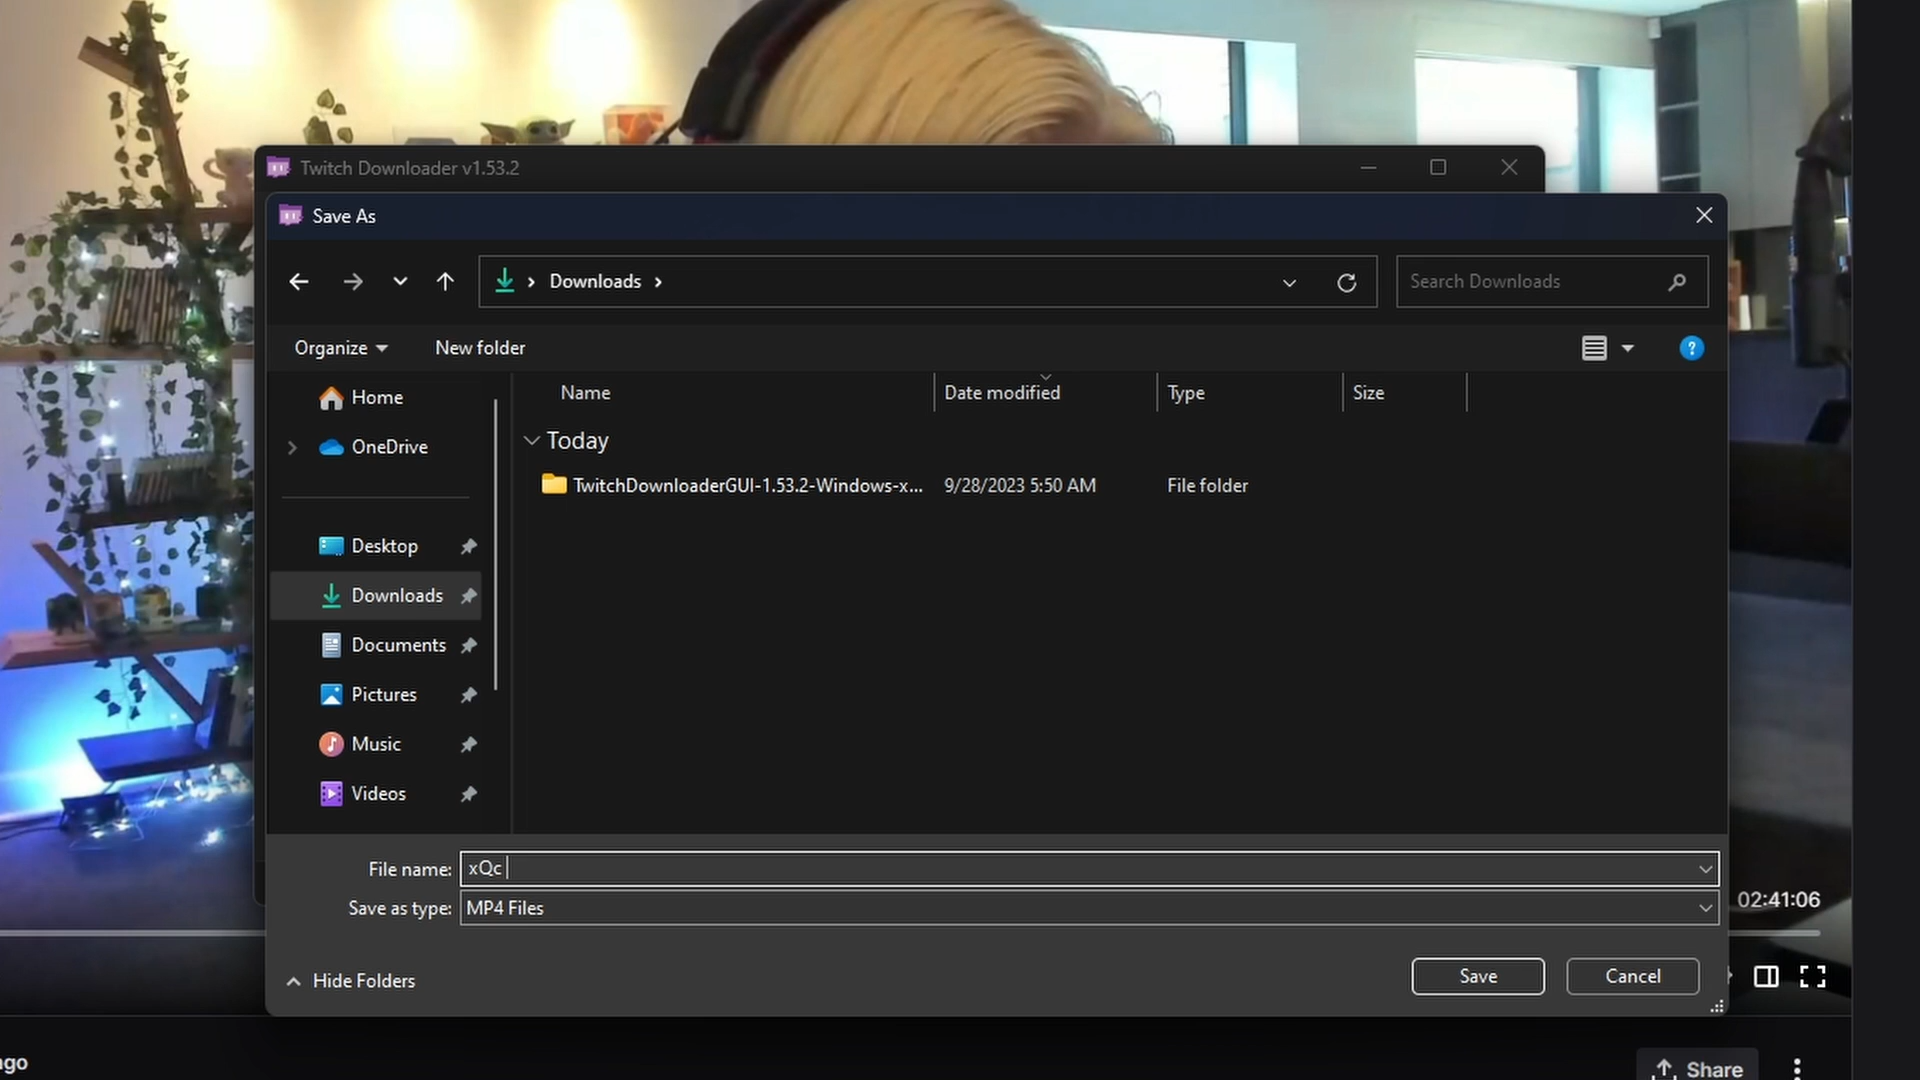 Twitch Downloader v1.53.2
Save As
Downloads
Search Downloads
Organize
New folder
Name
Date modified
Type
Size
Home
OneDrive
Desktop
Downloads
Documents
Pictures
Music
Videos
Today
TwitchDownloaderGUI-1.53.2-Windows-x...
9/28/2023 5:50 AM
File folder
File name:
xQc
Save as type:
MP4 Files
Hide Folders
Save
Cancel
02:41:06
ago
Share